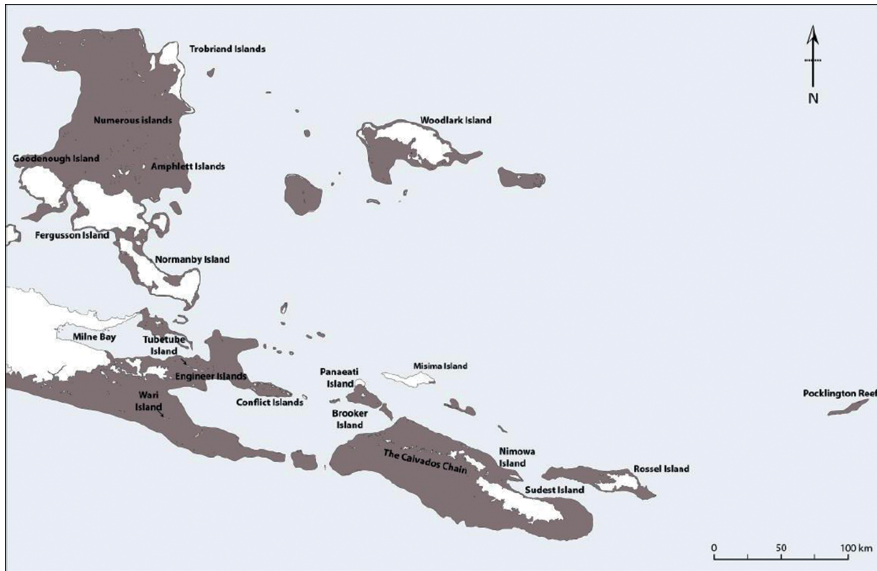 Trobriand Islands
N
Numerous islands
Woodlark Island
Goodenough Island
Amphlett Islands
Fergusson Island
Normanby Island
Milne Bay
Tubetube
Island
Engineer Islands
Panaeati
Island
Misima Island
Wari
Island
Conflict Islands
Brooker
Island
Pocklington Reef
The Calvados Chain
Nimowa
Island
Rossel Island
Sudest Island
0 50 100 km